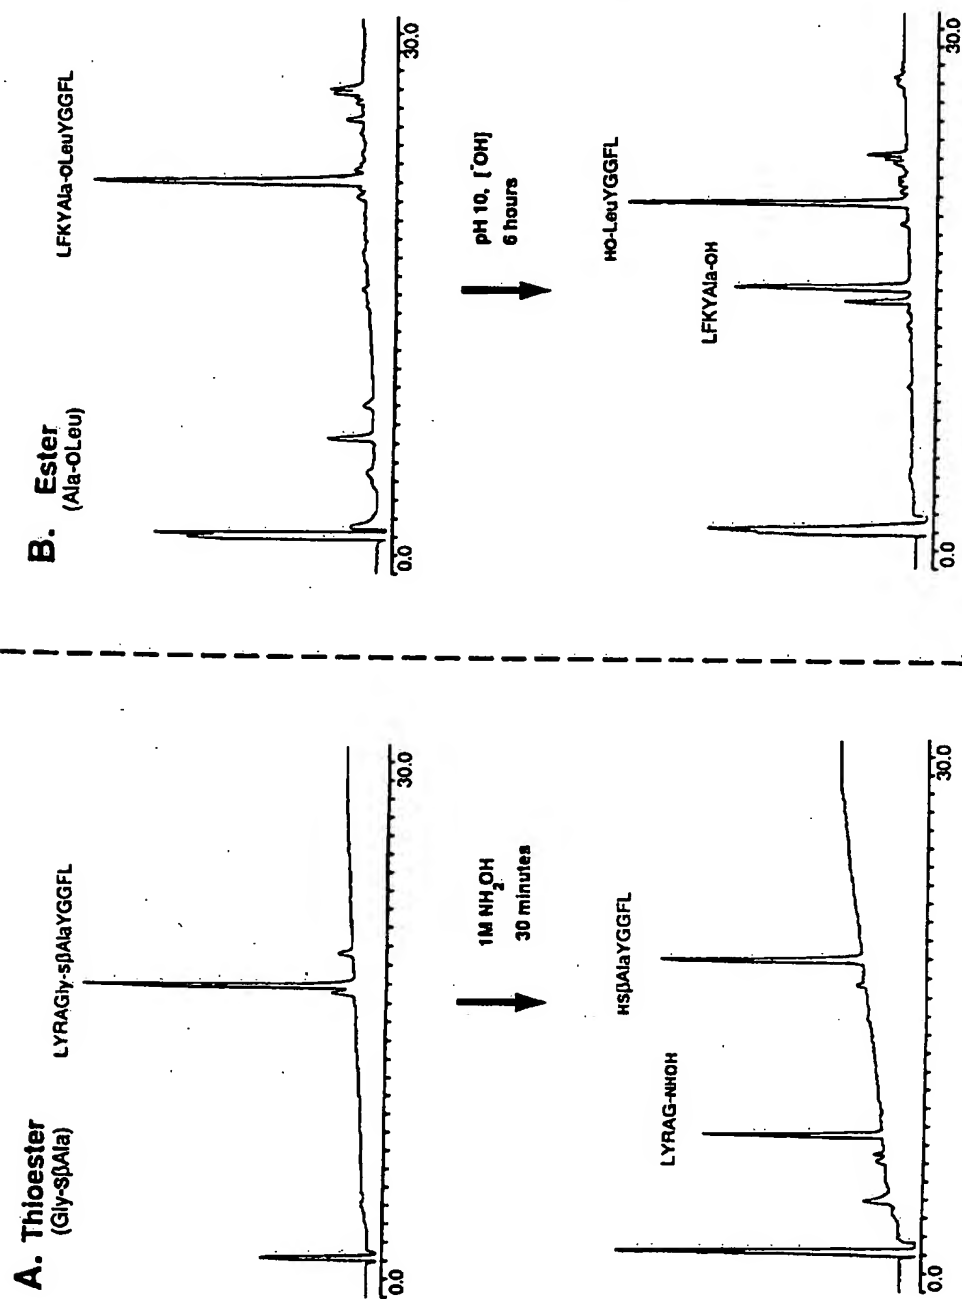 A. Thioester
(Gly-sβAla)
LYRAGly-sβAlaYGGFL
0.0
30.0
1M NH2OH
30 minutes
LYRAG-NHOH
HSβAlaYGGFL
0.0
30.0
B. Ester
(Ala-OLeu)
LFKYAla-OLeuYGGFL
0.0
30.0
pH 10, [⁻OH]
6 hours
LFKYAla-OH
HO-LeuYGGFL
0.0
30.0